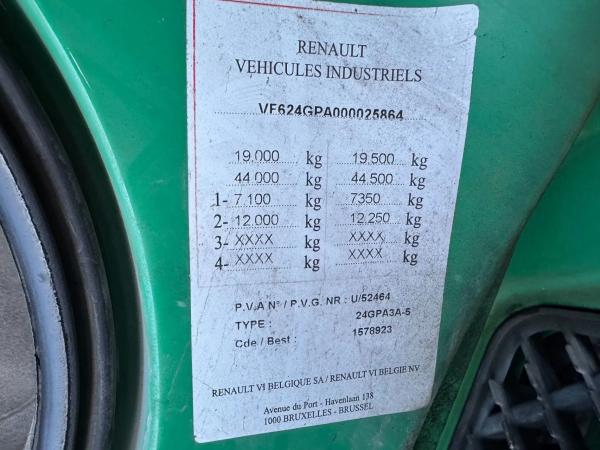 RENAULT
VEHICULES INDUSTRIELS
VF624GPA000025864
19.000 kg 19.500 kg
44.000 kg 44.500 kg
1- 7.100 kg 7350 kg
2- 12.000 kg 12.250 kg
3- XXXX kg XXXX kg
4- XXXX kg XXXX kg
P.V.A N° / P.V.G. NR : U/52464
TYPE : 24GPA3A-5
Cde / Best : 1578923
RENAULT VI BELGIQUE SA / RENAULT VI BELGIE NV
Avenue du Port - Havenlaan 138
1000 BRUXELLES - BRUSSEL